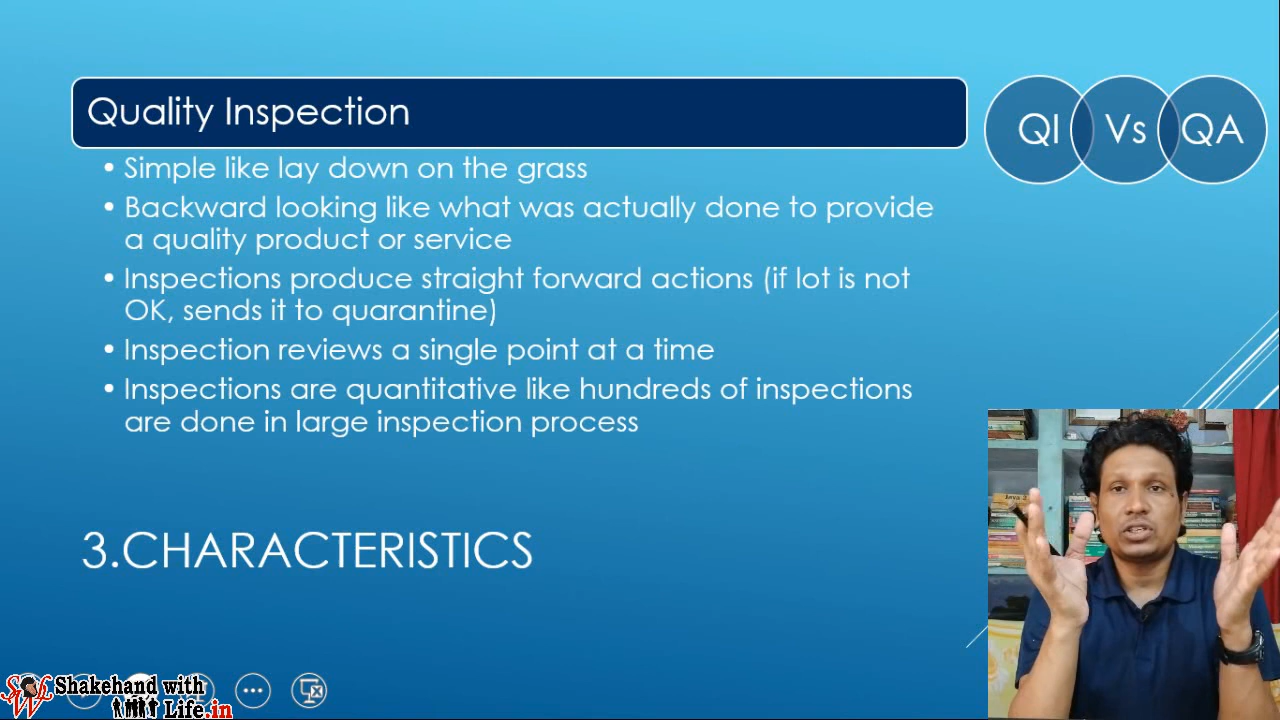 Quality Inspection
QI Vs QA
• Simple like lay down on the grass
• Backward looking like what was actually done to provide
a quality product or service
• Inspections produce straight forward actions (if lot is not
OK, sends it to quarantine)
• Inspection reviews a single point at a time
• Inspections are quantitative like hundreds of inspections
are done in large inspection process
3.CHARACTERISTICS
Shakehand with
Life.in